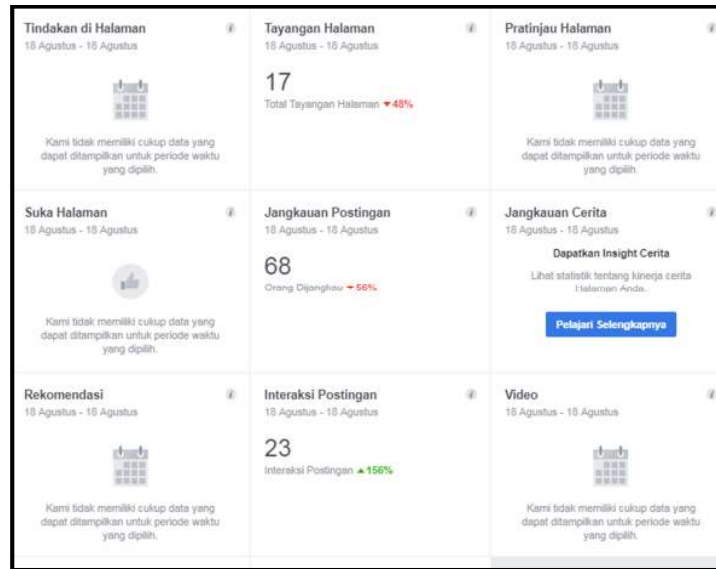 Tindakan di Halaman
18 Agustus - 18 Agustus
Kami tidak memiliki cukup data yang
dapat ditampilkan untuk periode waktu
yang dipilih.
Tayangan Halaman
18 Agustus - 18 Agustus
17
Total Tayangan Halaman ▼48%
Pratinjau Halaman
18 Agustus - 18 Agustus
Kami tidak memiliki cukup data yang
dapat ditampilkan untuk periode waktu
yang dipilih.
Suka Halaman
18 Agustus - 18 Agustus
Kami tidak memiliki cukup data yang
dapat ditampilkan untuk periode waktu
yang dipilih.
Jangkauan Postingan
18 Agustus - 18 Agustus
68
Orang Dijangkau ▼56%
Jangkauan Cerita
18 Agustus - 18 Agustus
Dapatkan Insight Cerita
Lihat statistik tentang kinerja cerita
Halaman Anda.
Pelajari Selengkapnya
Rekomendasi
18 Agustus - 18 Agustus
Kami tidak memiliki cukup data yang
dapat ditampilkan untuk periode waktu
yang dipilih.
Interaksi Postingan
18 Agustus - 18 Agustus
23
Interaksi Postingan ▲156%
Video
18 Agustus - 18 Agustus
Kami tidak memiliki cukup data yang
dapat ditampilkan untuk periode waktu
yang dipilih.